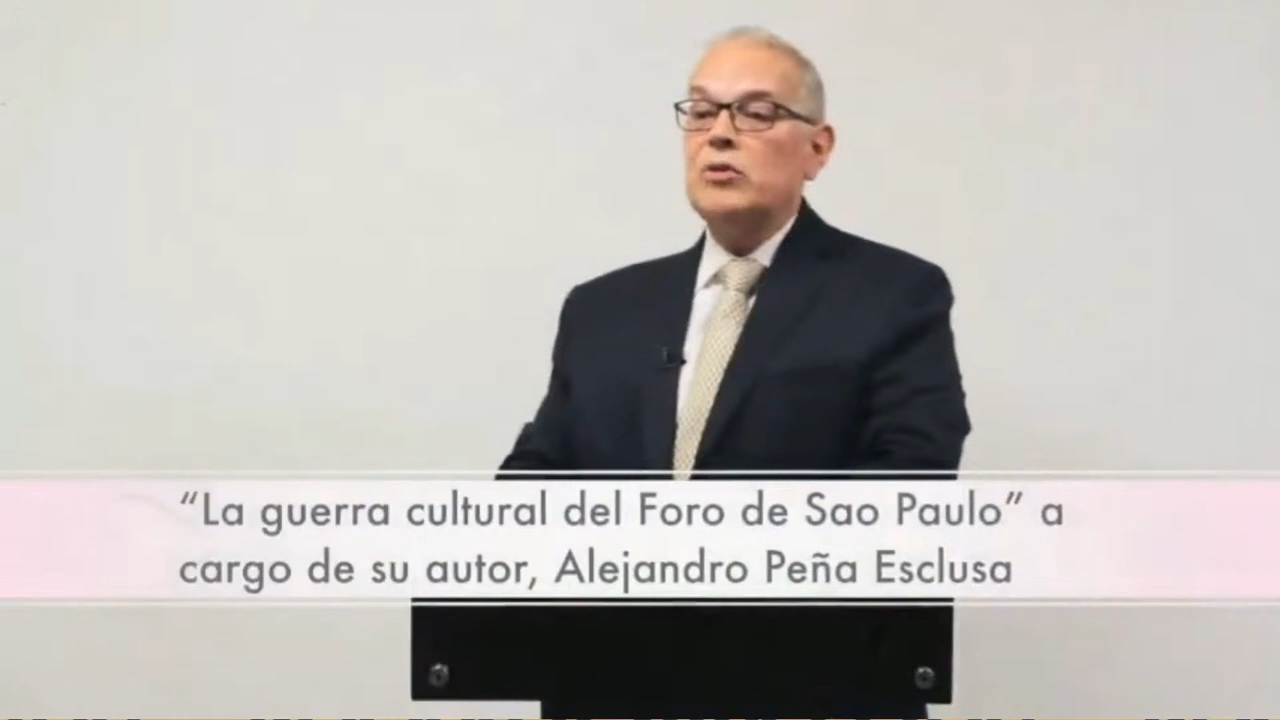 “La guerra cultural del Foro de Sao Paulo” a
cargo de su autor, Alejandro Peña Esclusa